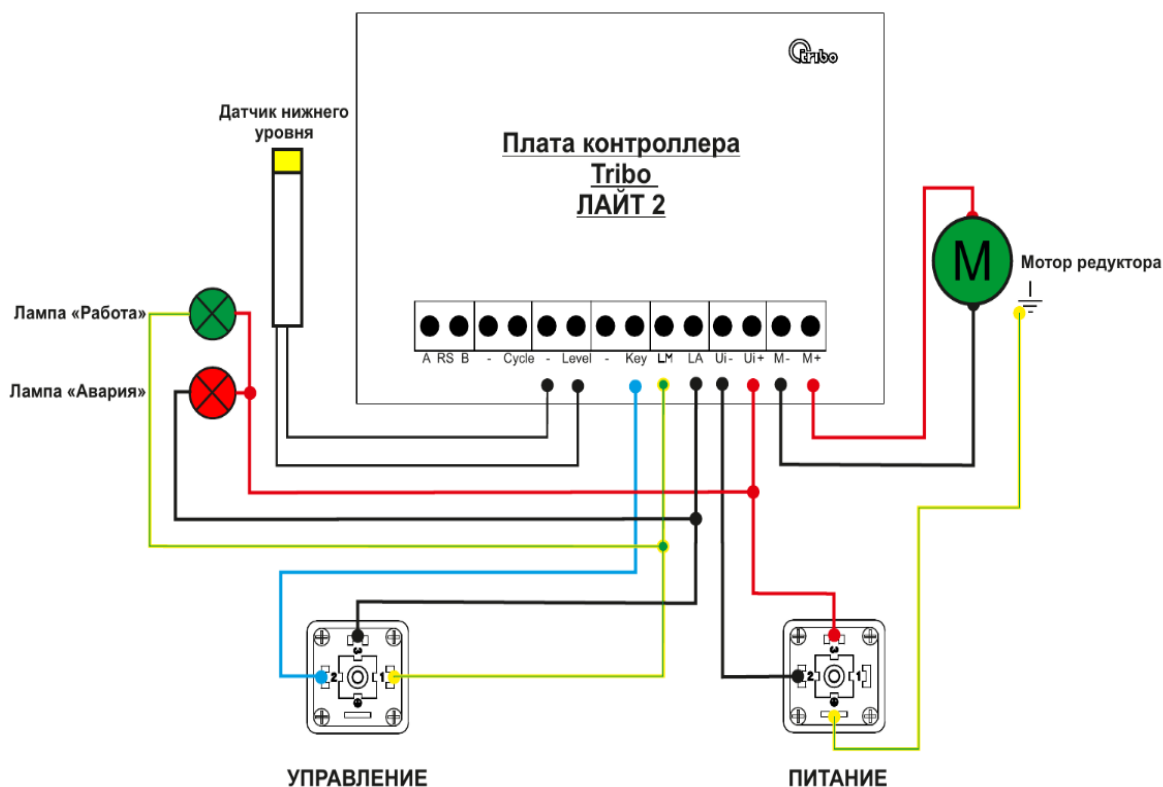 tribo
Датчик нижнего
уровня
Плата контроллера
Tribo
ЛАЙТ 2
М
Мотор редуктора
Лампа «Работа»
Лампа «Авария»
A RS B - Cycle - Level - Key LM LA Ui- Ui+ M- M+
3
2 1
3
2 1
УПРАВЛЕНИЕ
ПИТАНИЕ